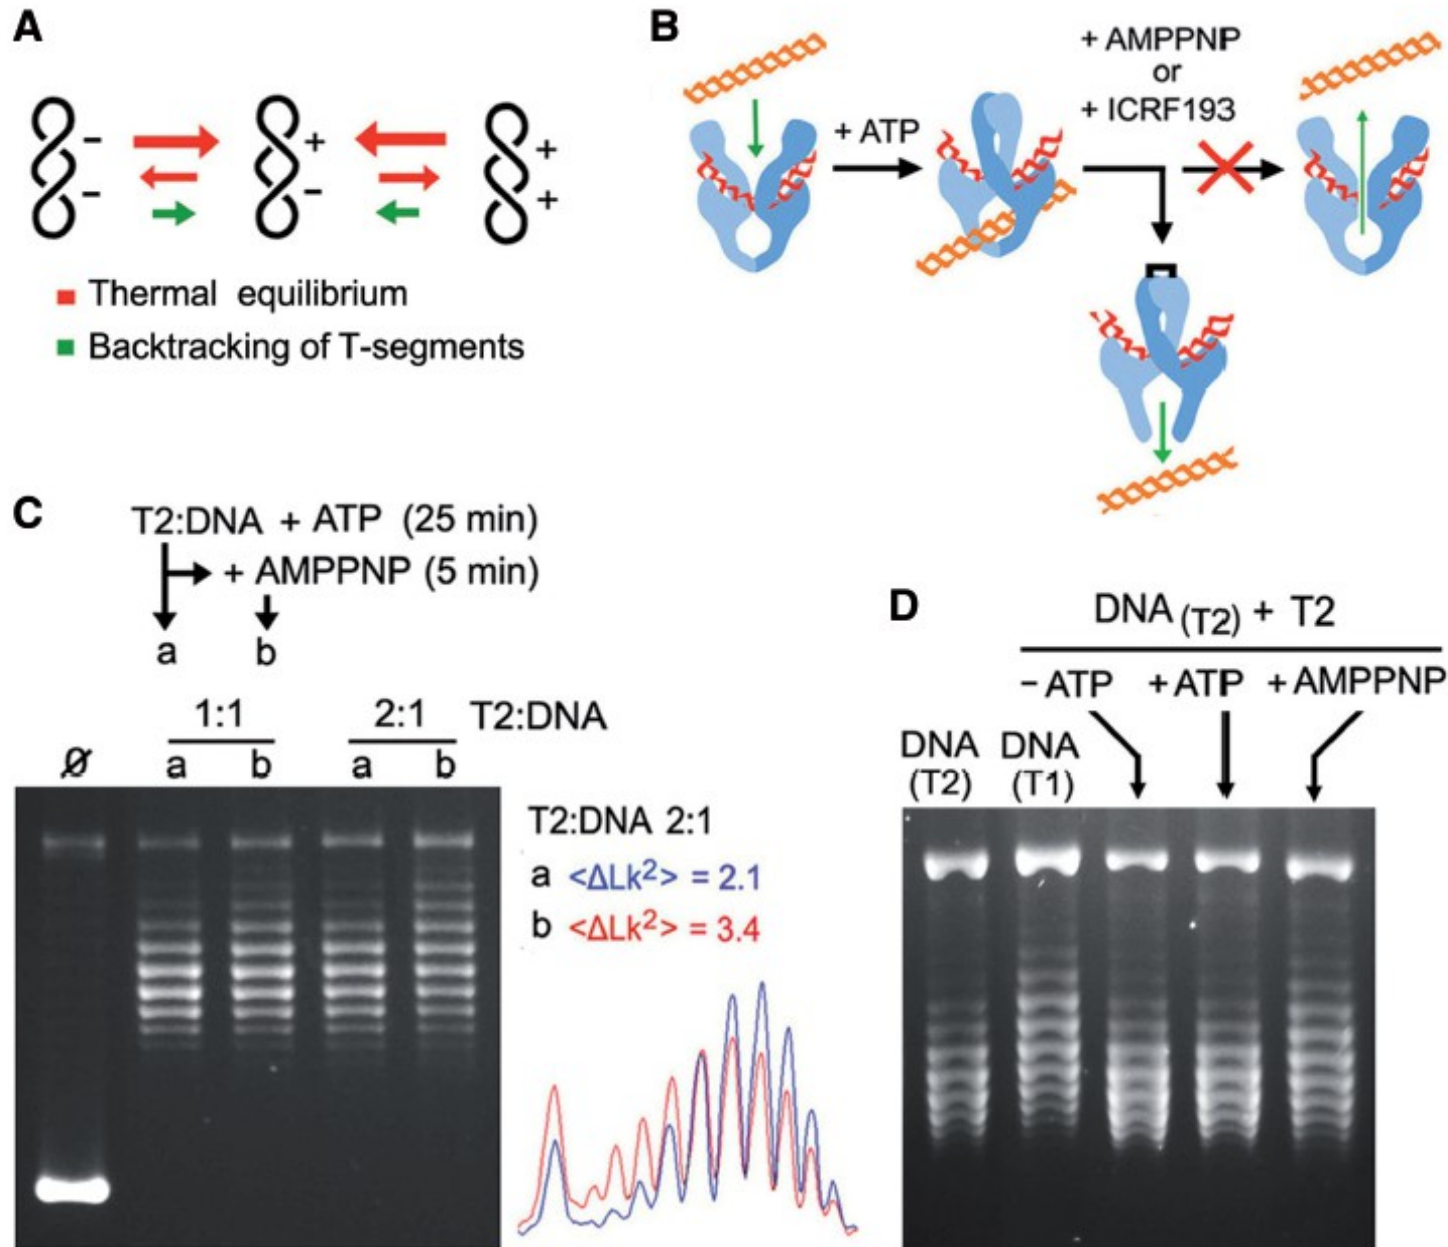 A
− + +
− − +
Thermal equilibrium
Backtracking of T-segments
B
+ ATP
+ AMPPNP
or
+ ICRF193
C
T2:DNA + ATP (25 min)
+ AMPPNP (5 min)
a b
1:1 2:1 T2:DNA
Ø a b a b
T2:DNA 2:1
a <ΔLk²> = 2.1
b <ΔLk²> = 3.4
D
DNA (T2) + T2
− ATP + ATP + AMPPNP
DNA DNA
(T2) (T1)